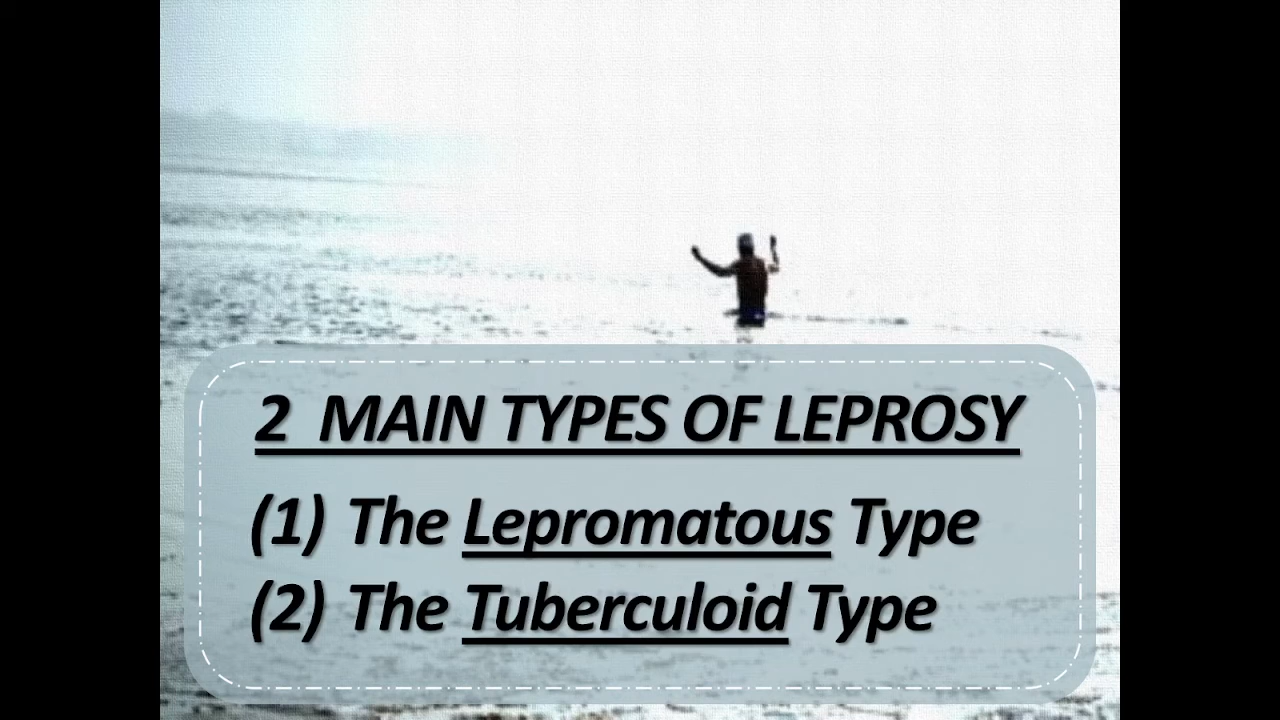 2 MAIN TYPES OF LEPROSY
(1) The Lepromatous Type
(2) The Tuberculoid Type